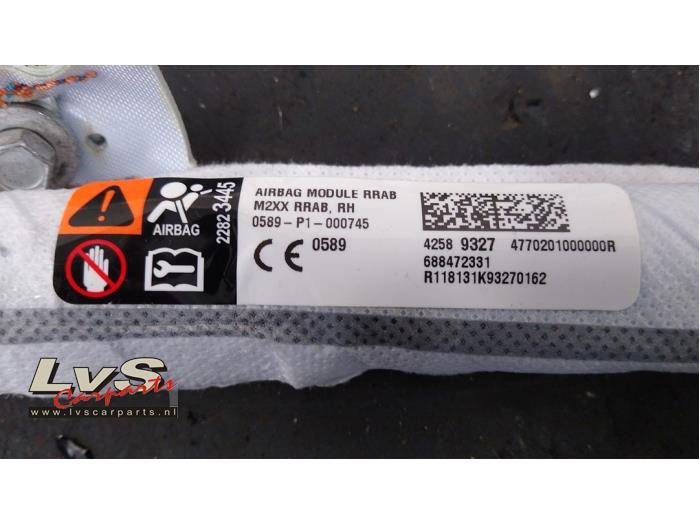 AIRBAG
2282 3445
AIRBAG MODULE RRAB
M2XX RRAB, RH
0589-P1-000745
CE 0589
4258 9327 4770201000000R
688472331
R118131K93270162
LvS
Carparts
www.lvscarparts.nl